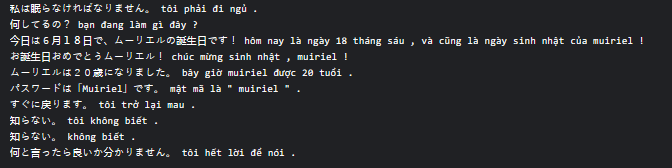 私は眠らなければなりません。 tôi phải đi ngủ .
何してるの？ bạn đang làm gì đây ?
今日は６月１８日で、ムーリエルの誕生日です！ hôm nay là ngày 18 tháng sáu , và cũng là ngày sinh nhật của muiriel !
お誕生日おめでとうムーリエル！ chúc mừng sinh nhật , muiriel !
ムーリエルは２０歳になりました。 bây giờ muiriel được 20 tuổi .
パスワードは「Muiriel」です。 mật mã là " muiriel " .
すぐに戻ります。 tôi trở lại mau .
知らない。 tôi không biết .
知らない。 không biết .
何と言ったら良いか分かりません。 tôi hết lời để nói .